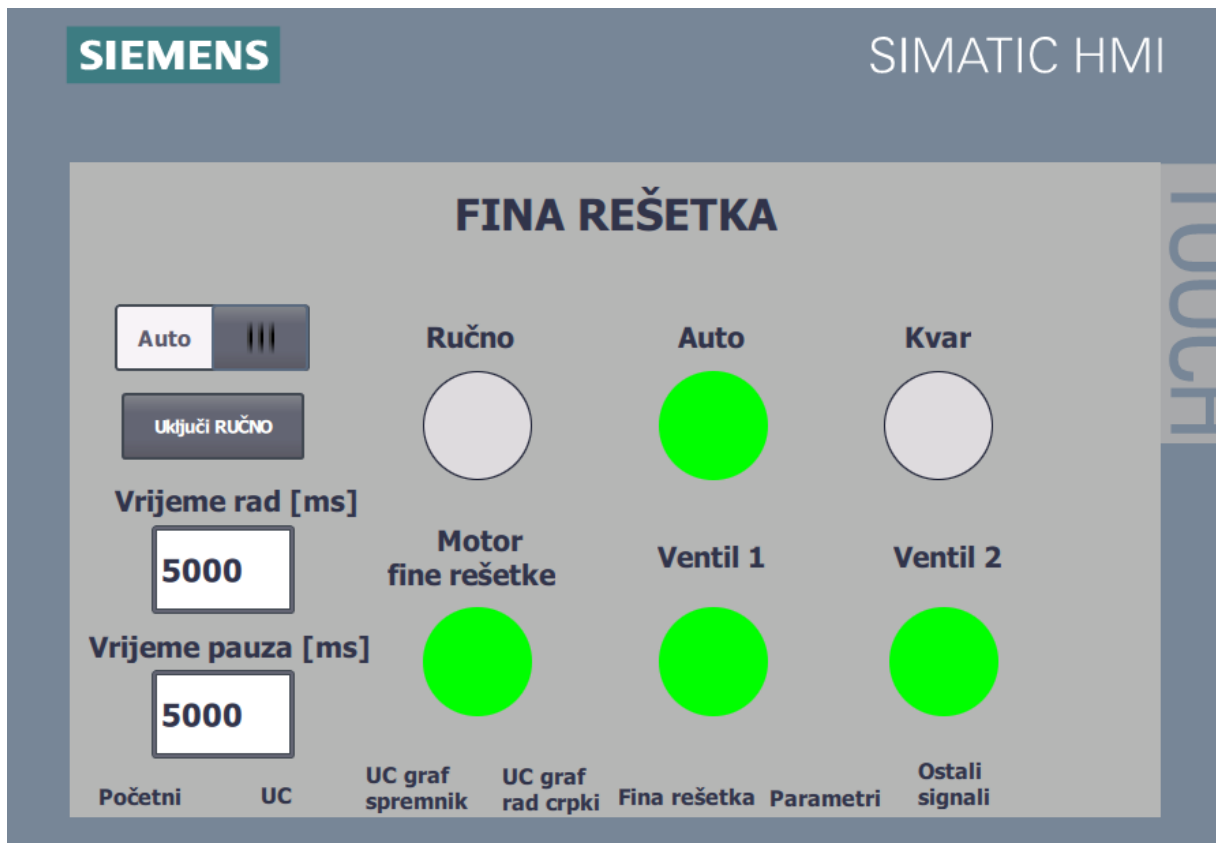 SIEMENS
SIMATIC HMI
TOUCH
FINA REŠETKA
Auto
Ručno
Auto
Kvar
Uključi RUČNO
Vrijeme rad [ms]
5000
Motor
fine rešetke
Ventil 1
Ventil 2
Vrijeme pauza [ms]
5000
Početni
UC
UC graf
spremnik
UC graf
rad crpki
Fina rešetka
Parametri
Ostali
signali